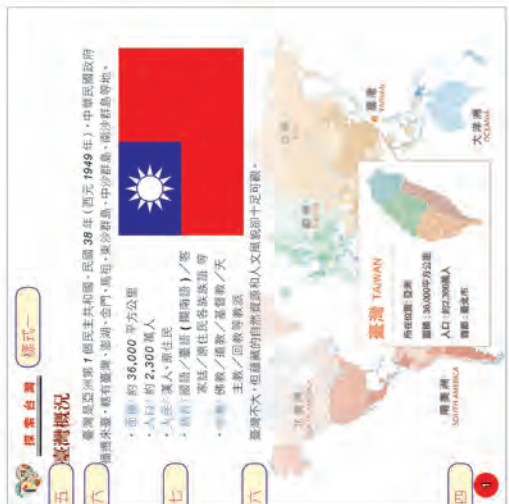 探索台灣
樣式一
五
臺灣概況
六
臺灣是亞洲第1個民主共和國。民國38年(西元1949年),中華民國政府
播遷來臺,轄有臺灣、澎湖、金門、馬祖、東沙群島、中沙群島、南沙群島等地。
七
・面積:約36,000平方公里
・人口:約2,300萬人
・人民:漢人、原住民
・語言:國語/臺語(閩南語)/客
家話/原住民各族族語 等
・宗教:佛教/道教/基督教/天
主教/回教等教派
六
臺灣不大,但蘊藏的自然資源和人文風貌卻十足可觀。
四
北美洲
南美洲
SOUTH AMERICA
歐洲
亞洲
臺灣
TAIWAN
大洋洲
OCEANIA
臺灣 TAIWAN
所在位置:亞洲
面積:36,000平方公里
人口:約2,300萬人
首都:臺北市
1